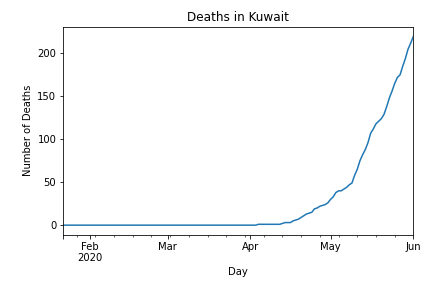 Deaths in Kuwait
Number of Deaths
200
150
100
50
0
Feb
2020
Mar
Apr
May
Jun
Day